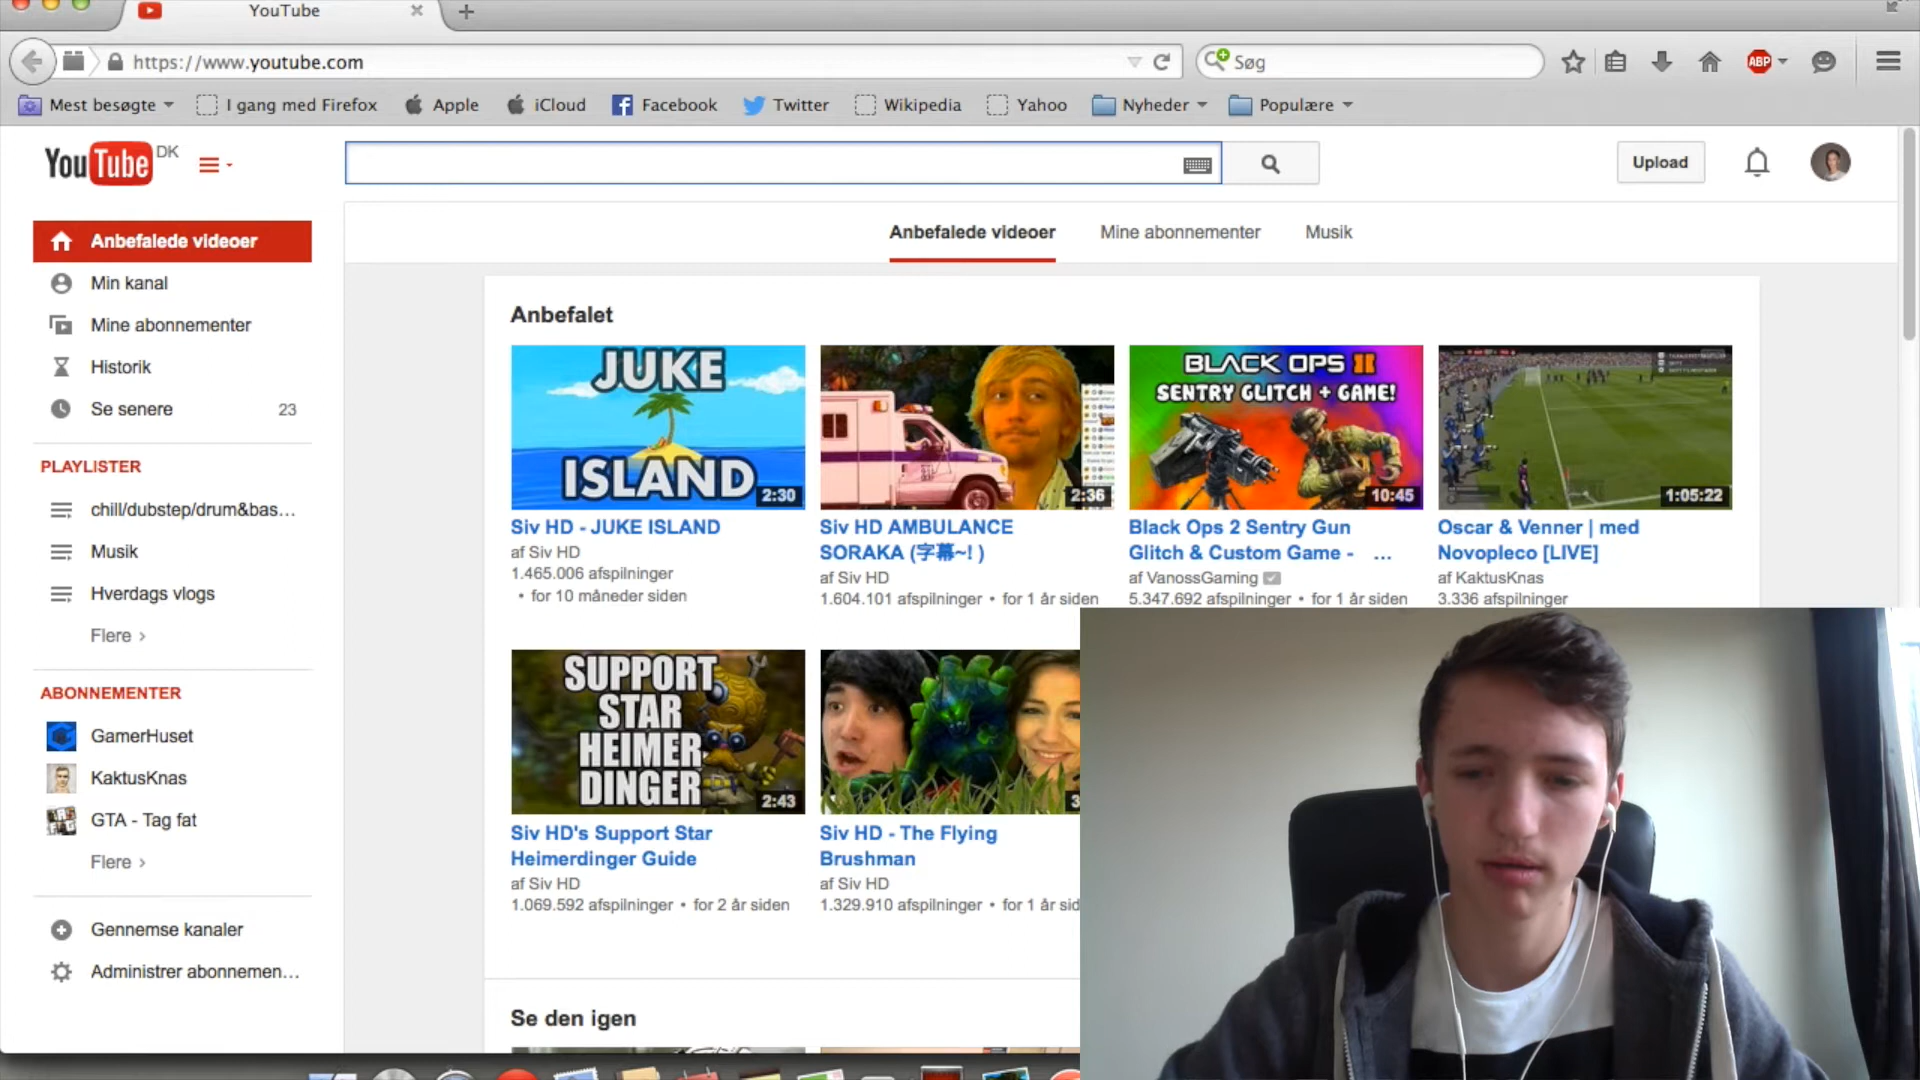 YouTube
https://www.youtube.com
Søg
ABP
Mest besøgte
I gang med Firefox
Apple
iCloud
Facebook
Twitter
Wikipedia
Yahoo
Nyheder
Populære
YouTube DK
Upload
Anbefalede videoer
Min kanal
Mine abonnementer
Historik
Se senere 23
PLAYLISTER
chill/dubstep/drum&bas...
Musik
Hverdags vlogs
Flere ›
ABONNEMENTER
GamerHuset
KaktusKnas
GTA - Tag fat
Flere ›
Gennemse kanaler
Administrer abonnemen...
Anbefalede videoer
Mine abonnementer
Musik
Anbefalet
JUKE
ISLAND
2:30
Siv HD - JUKE ISLAND
af Siv HD
1.465.006 afspilninger
• for 10 måneder siden
2:36
Siv HD AMBULANCE
SORAKA (字幕~! )
af Siv HD
1.604.101 afspilninger • for 1 år siden
BLACK OPS II
SENTRY GLITCH + GAME!
10:45
Black Ops 2 Sentry Gun
Glitch & Custom Game - ...
af VanossGaming
5.347.692 afspilninger • for 1 år siden
1:05:22
Oscar & Venner | med
Novopleco [LIVE]
af KaktusKnas
3.336 afspilninger
SUPPORT
STAR
HEIMER
DINGER
2:43
Siv HD's Support Star
Heimerdinger Guide
af Siv HD
1.069.592 afspilninger • for 2 år siden
3
Siv HD - The Flying
Brushman
af Siv HD
1.329.910 afspilninger • for 1 år sid
Se den igen